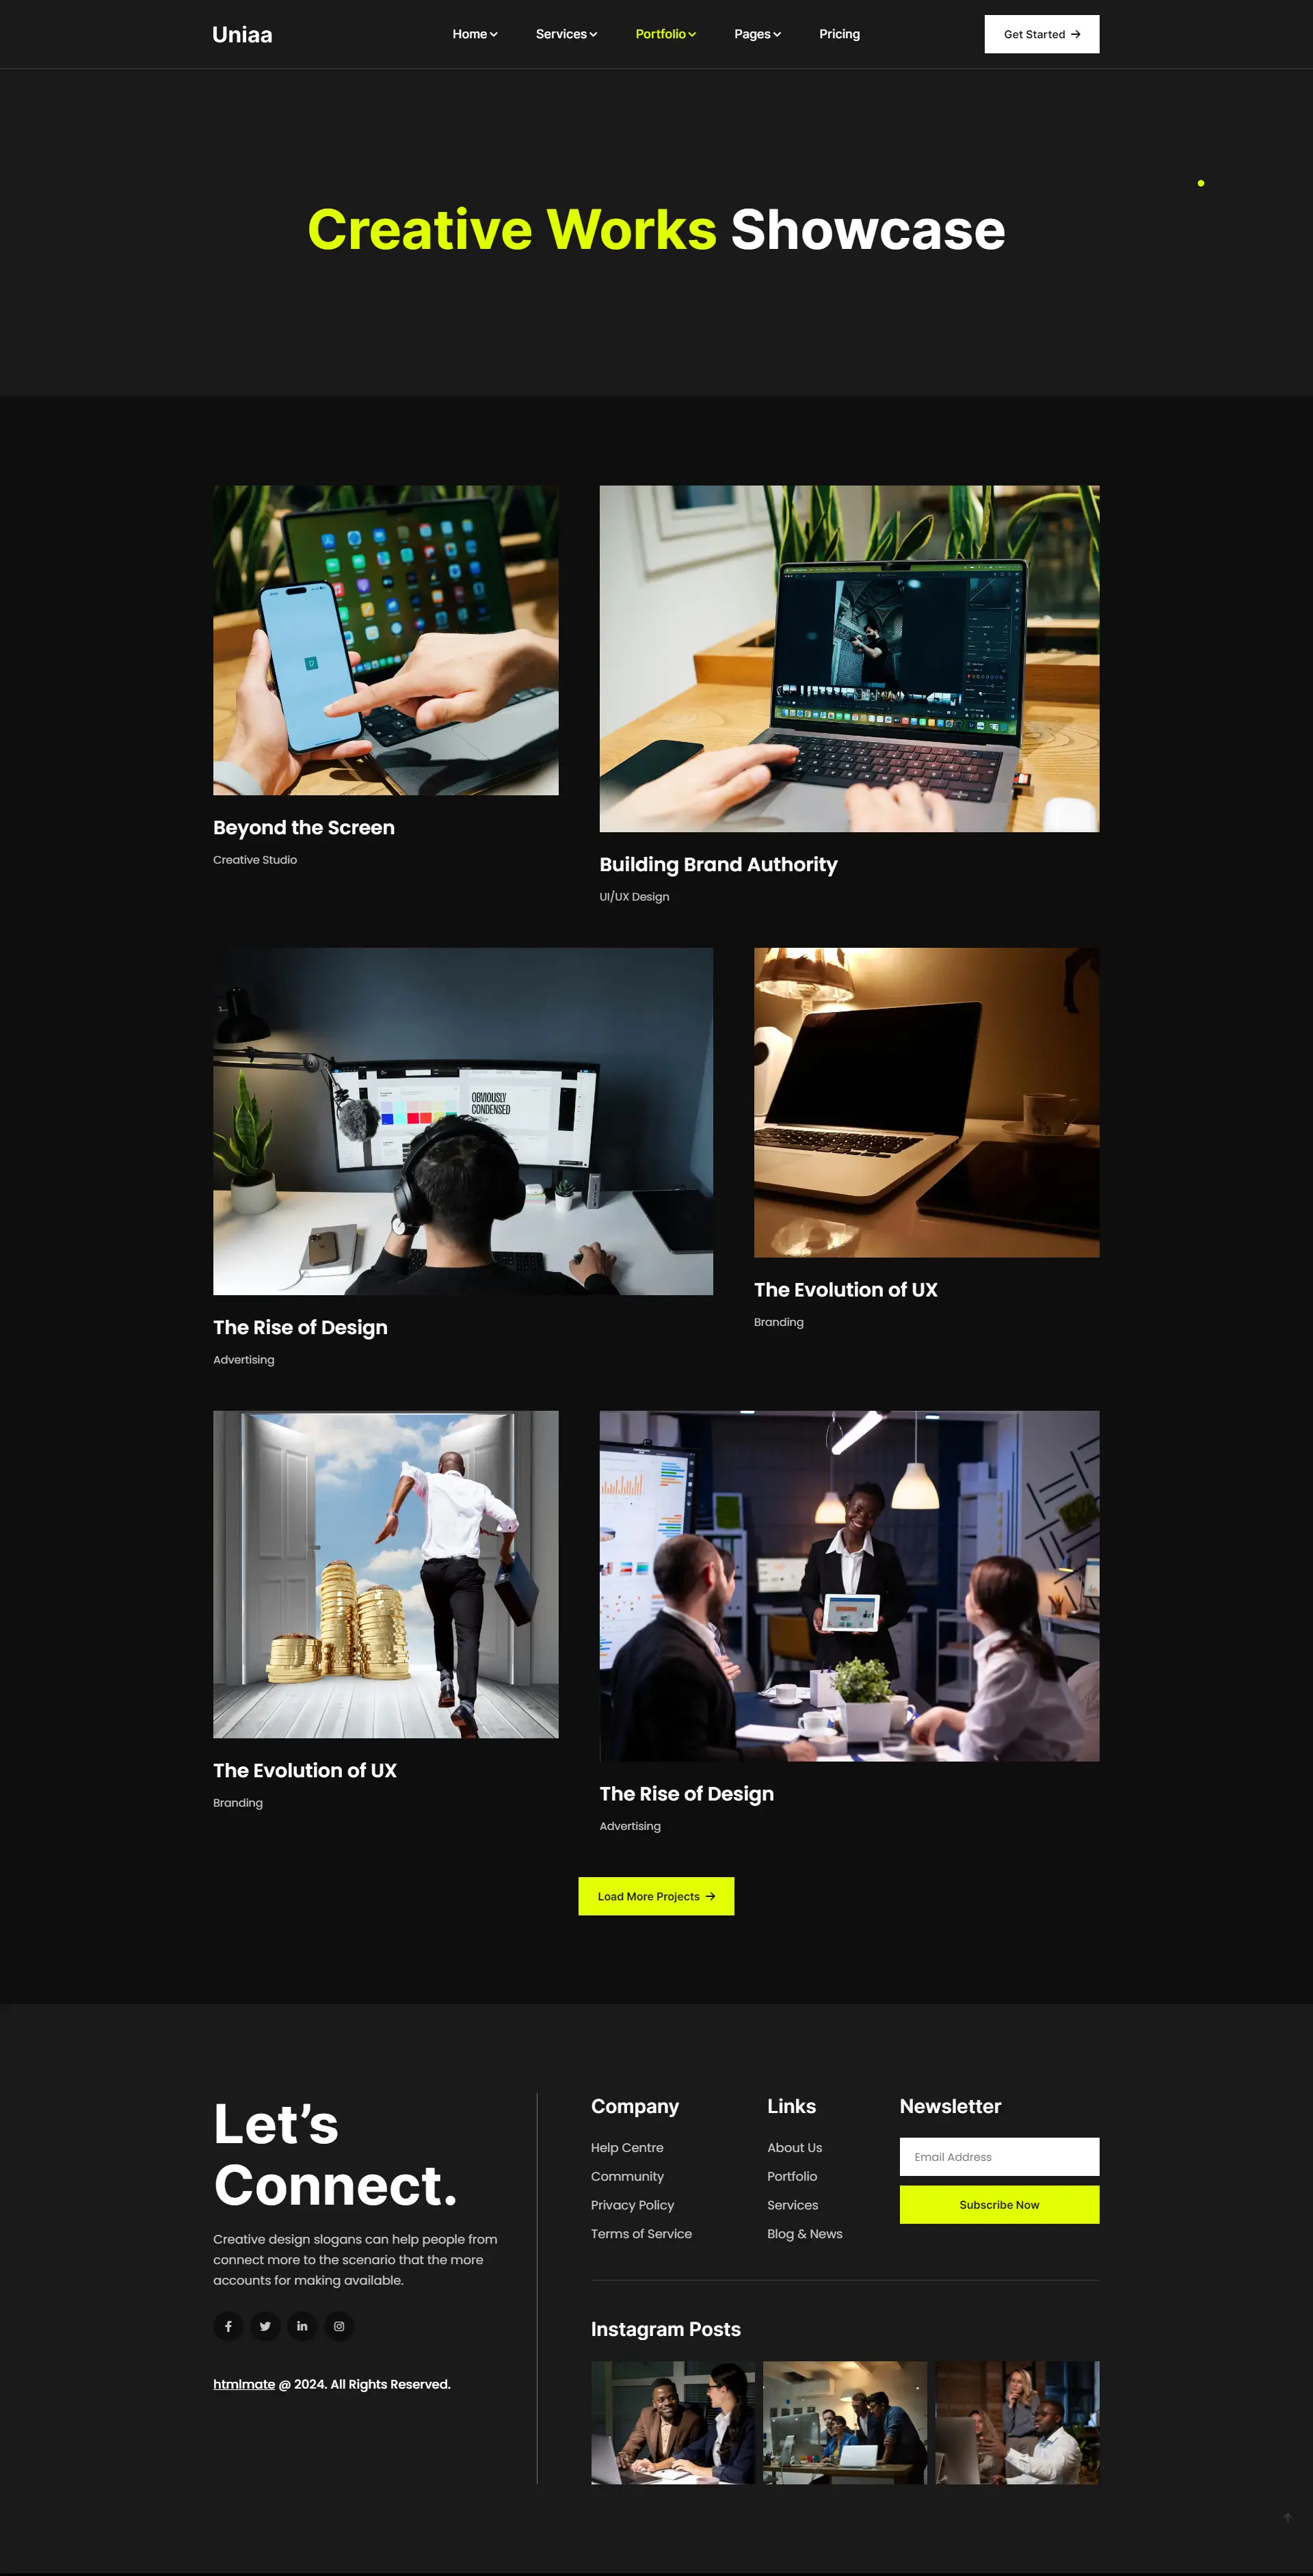 Uniaa
Home
Services
Portfolio
Pages
Pricing
Get Started
Creative Works Showcase
Beyond the Screen
Creative Studio
Building Brand Authority
UI/UX Design
OBVIOUSLY
CONDENSED
The Rise of Design
Advertising
The Evolution of UX
Branding
The Evolution of UX
Branding
The Rise of Design
Advertising
Load More Projects
Let’s
Connect.
Creative design slogans can help people from
connect more to the scenario that the more
accounts for making available.
htmlmate @ 2024. All Rights Reserved.
Company
Help Centre
Community
Privacy Policy
Terms of Service
Links
About Us
Portfolio
Services
Blog & News
Newsletter
Email Address
Subscribe Now
Instagram Posts